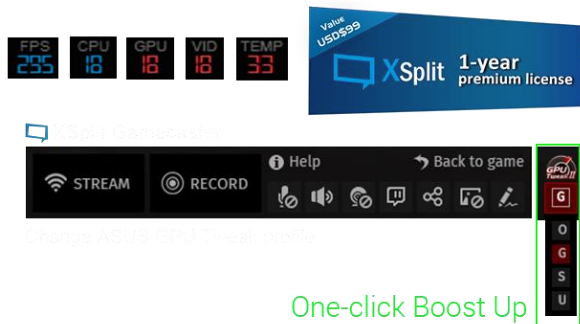 FPS CPU GPU VID TEMP
295 18 18 18 33
Value
USD$99
XSplit 1-year
premium license
XSplit Gamecaster
STREAM RECORD Help Back to game
GPU
Tweak II
G
Change ASUS GPU Tweak profile
O
G
S
U
One-click Boost Up